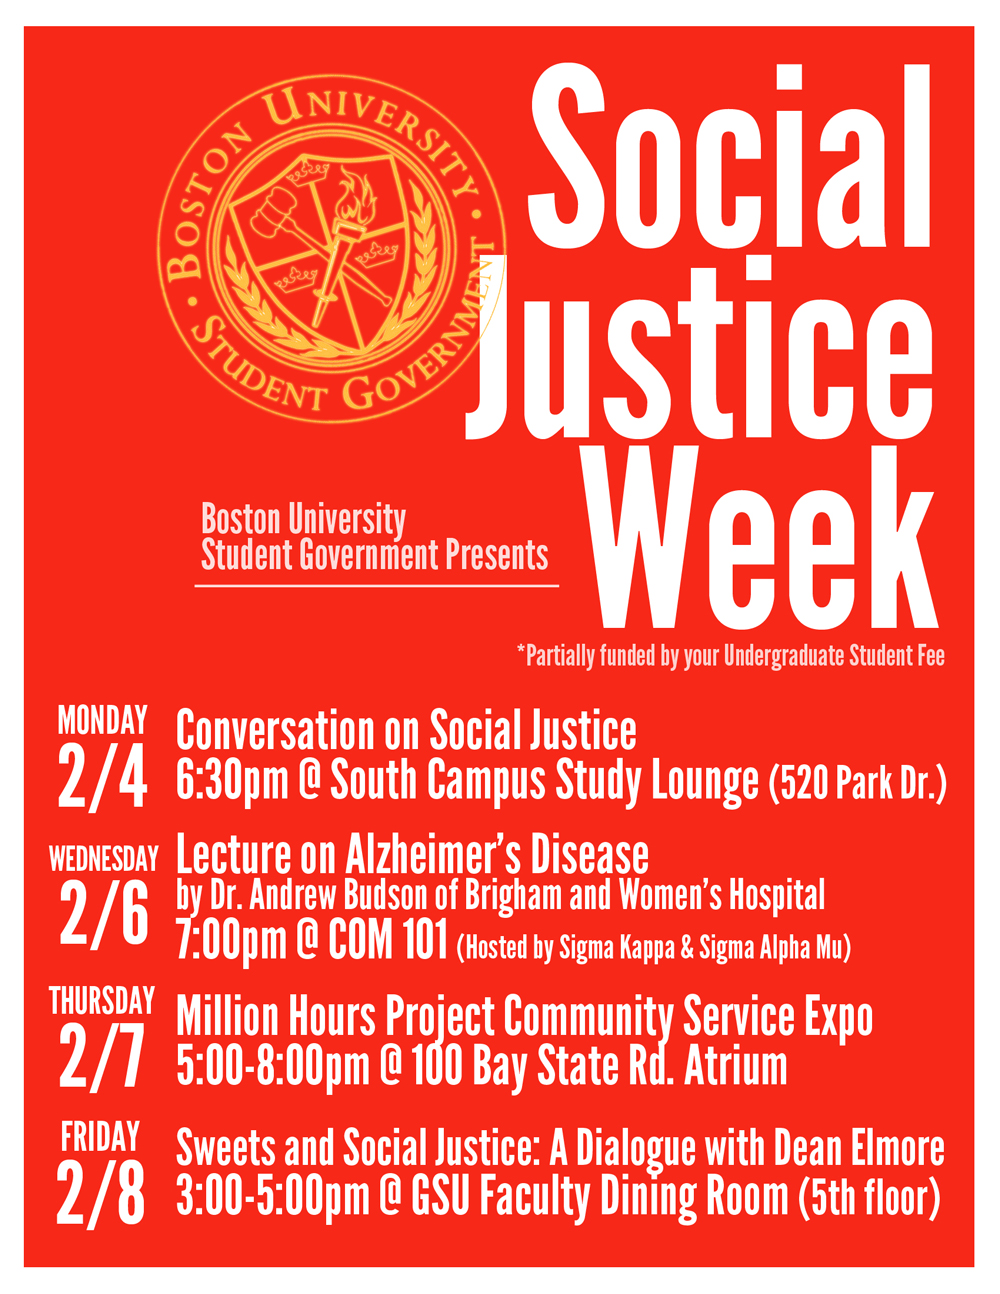 Boston University
Student Government
Social
Justice
Week
Boston University
Student Government Presents
*Partially funded by your Undergraduate Student Fee
MONDAY
2/4
Conversation on Social Justice
6:30pm @ South Campus Study Lounge (520 Park Dr.)
WEDNESDAY
2/6
Lecture on Alzheimer's Disease
by Dr. Andrew Budson of Brigham and Women's Hospital
7:00pm @ COM 101 (Hosted by Sigma Kappa & Sigma Alpha Mu)
THURSDAY
2/7
Million Hours Project Community Service Expo
5:00-8:00pm @ 100 Bay State Rd. Atrium
FRIDAY
2/8
Sweets and Social Justice: A Dialogue with Dean Elmore
3:00-5:00pm @ GSU Faculty Dining Room (5th floor)